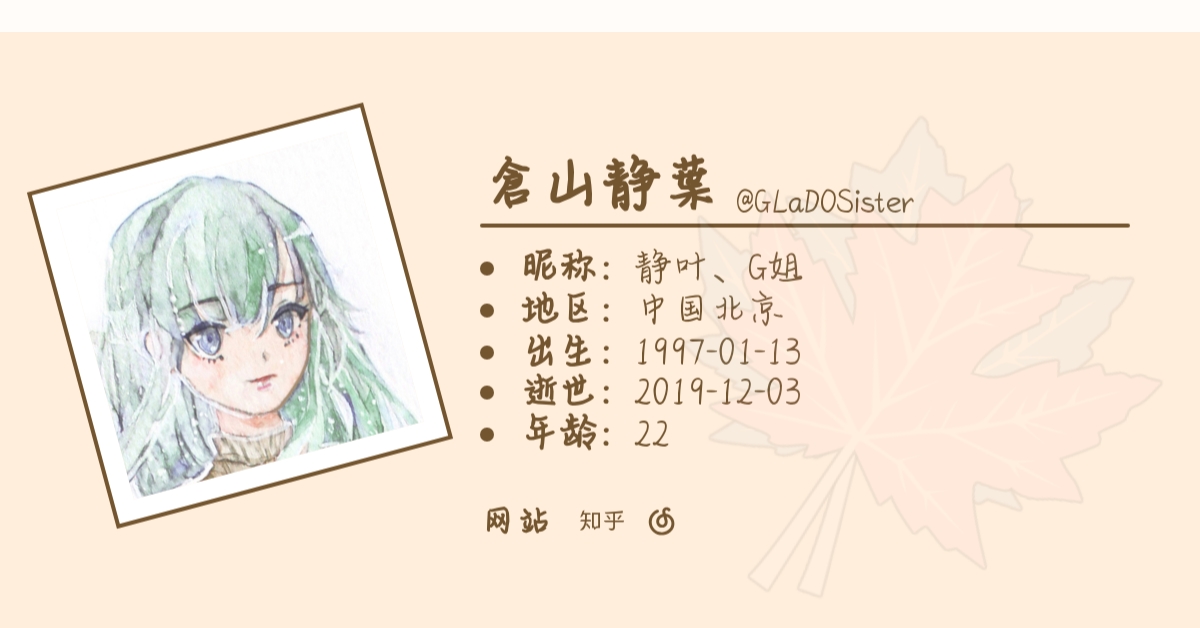 倉山静葉 @GLaDOSister
昵称：静叶、G姐
地区：中国北京
出生：1997-01-13
逝世：2019-12-03
年龄：22
网站 知乎